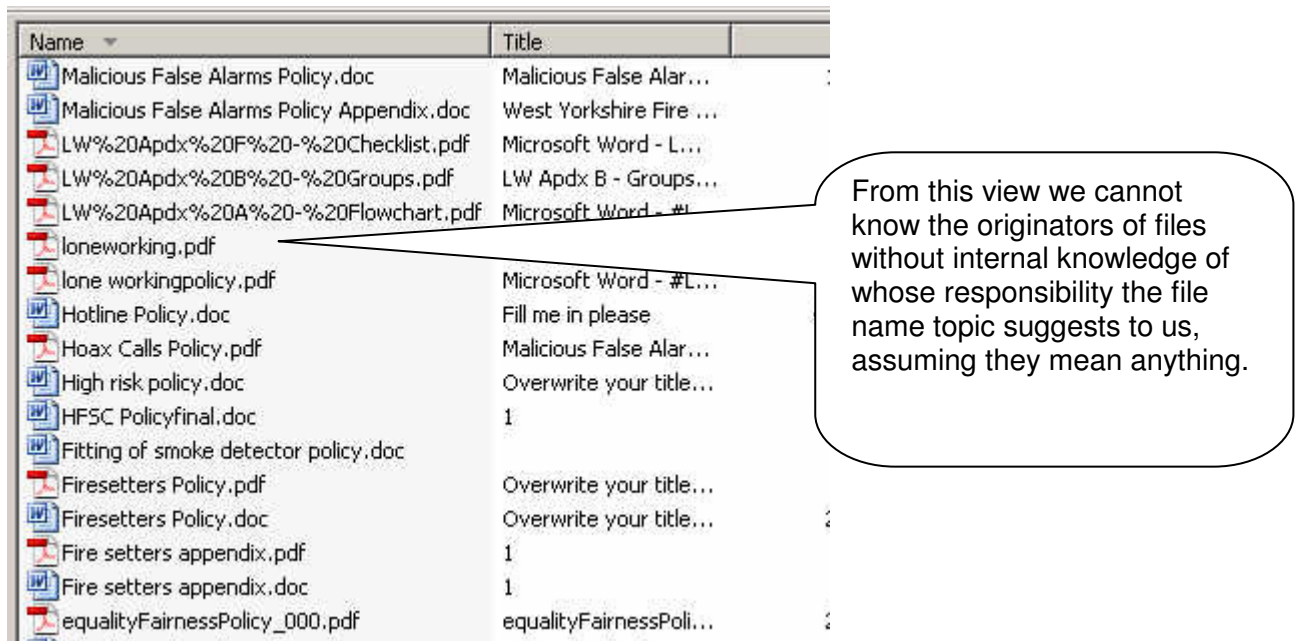 Name Title
Malicious False Alarms Policy.doc Malicious False Alar...
Malicious False Alarms Policy Appendix.doc West Yorkshire Fire ...
LW%20Apdx%20F%20-%20Checklist.pdf Microsoft Word - L...
LW%20Apdx%20B%20-%20Groups.pdf LW Apdx B - Groups...
LW%20Apdx%20A%20-%20Flowchart.pdf Microsoft Word - #L
loneworking.pdf
lone workingpolicy.pdf Microsoft Word - #L...
Hotline Policy.doc Fill me in please
Hoax Calls Policy.pdf Malicious False Alar...
High risk policy.doc Overwrite your title...
HFSC Policyfinal.doc 1
Fitting of smoke detector policy.doc
Firesetters Policy.pdf Overwrite your title...
Firesetters Policy.doc Overwrite your title...
Fire setters appendix.pdf 1
Fire setters appendix.doc 1
equalityFairnessPolicy_000.pdf equalityFairnessPoli...
From this view we cannot
know the originators of files
without internal knowledge of
whose responsibility the file
name topic suggests to us,
assuming they mean anything.